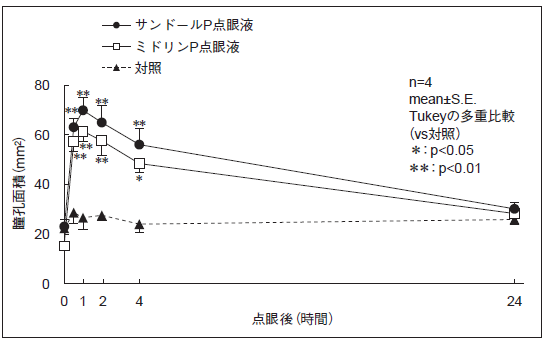 サンドールP点眼液
ミドリンP点眼液
対照
n=4
mean±S.E.
Tukeyの多重比較
(vs対照)
＊：p<0.05
＊＊：p<0.01
瞳孔面積(mm²)
80
60
40
20
0
** ** ** **
** ** ** *
0 1 2 4 24
点眼後(時間)